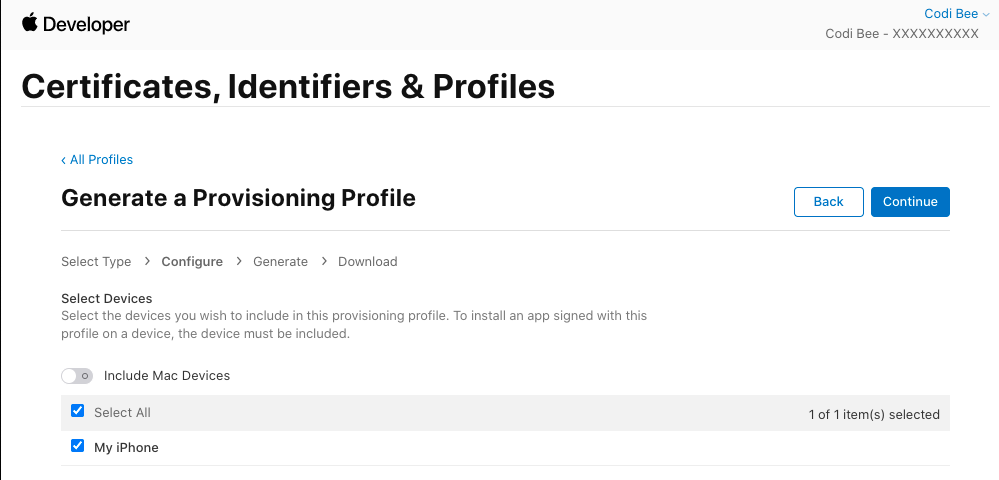 Developer
Codi Bee
Codi Bee - XXXXXXXXXX
Certificates, Identifiers & Profiles
‹ All Profiles
Generate a Provisioning Profile
Back
Continue
Select Type > Configure > Generate > Download
Select Devices
Select the devices you wish to include in this provisioning profile. To install an app signed with this
profile on a device, the device must be included.
Include Mac Devices
Select All
1 of 1 item(s) selected
My iPhone